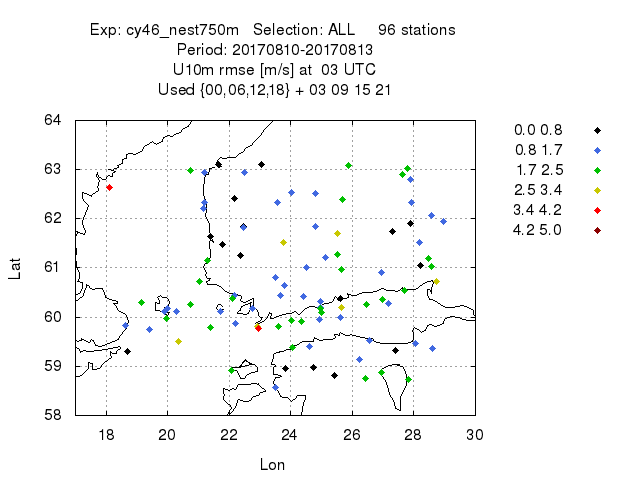 Exp: cy46_nest750m Selection: ALL 96 stations
Period: 20170810-20170813
U10m rmse [m/s] at 03 UTC
Used {00,06,12,18} + 03 09 15 21
64
63
62
61
60
59
58
Lat
18 20 22 24 26 28 30
Lon
0.0 0.8
0.8 1.7
1.7 2.5
2.5 3.4
3.4 4.2
4.2 5.0